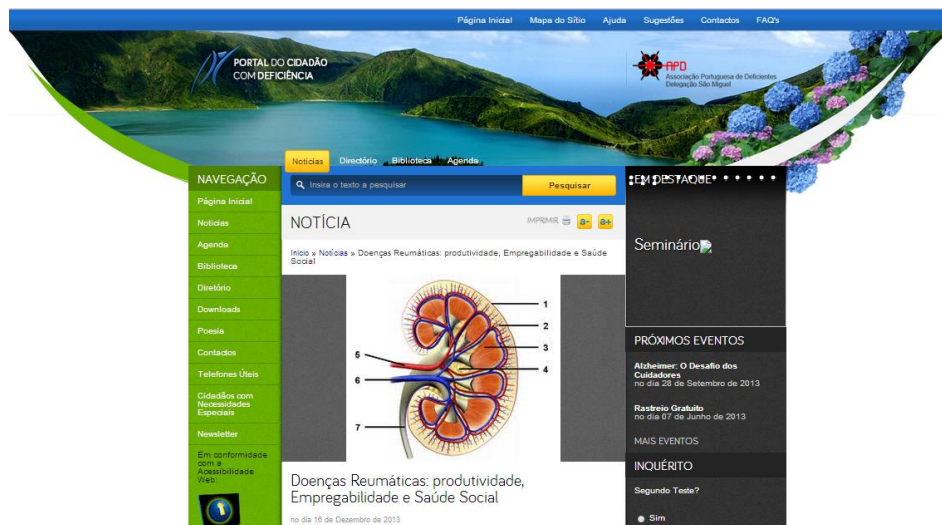 Página Inicial Mapa do Sítio Ajuda Sugestões Contactos FAQ's
PORTAL DO CIDADÃO
COM DEFICIÊNCIA
APD
Associação Portuguesa de Deficientes
Delegação São Miguel
Notícias Directório Biblioteca Agenda
NAVEGAÇÃO
Página Inicial
Notícias
Agenda
Biblioteca
Diretório
Downloads
Poesia
Contactos
Telefones Úteis
Cidadãos com
Necessidades
Especiais
Newsletter
Em conformidade
com a
Acessibilidade
Web:
Insira o texto a pesquisar
Pesquisar
NOTÍCIA
IMPRIMIR
a- a+
Inicio » Notícias » Doenças Reumáticas: produtividade, Empregabilidade e Saúde
Social
1
2
3
4
5
6
7
Doenças Reumáticas: produtividade,
Empregabilidade e Saúde Social
no dia 16 de Dezembro de 2013
EM DESTAQUE
Seminário
PRÓXIMOS EVENTOS
Alzheimer: O Desafio dos
Cuidadores
no dia 28 de Setembro de 2013
Rastreio Gratuito
no dia 07 de Junho de 2013
MAIS EVENTOS
INQUÉRITO
Segundo Teste?
Sim